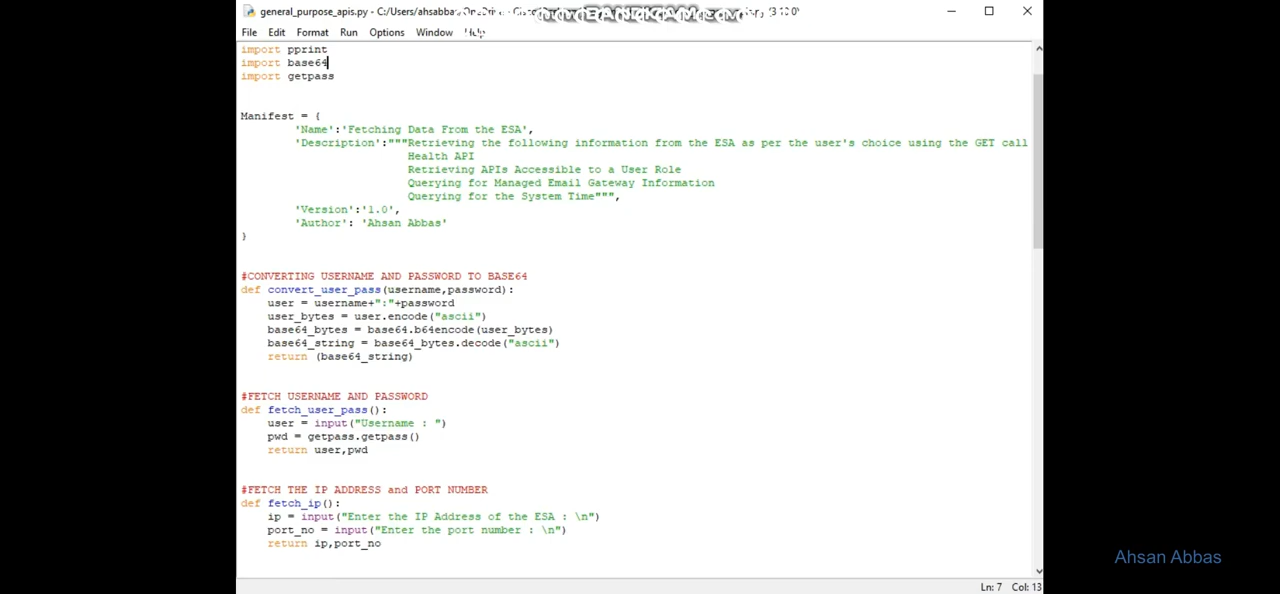 general_purpose_apis.py - C:/Users/ahsabbar/OneDrive -
File Edit Format Run Options Window Help
import pprint
import base64
import getpass
Manifest = {
'Name':'Fetching Data From the ESA',
'Description':"""Retrieving the following information from the ESA as per the user's choice using the GET call
Health API
Retrieving APIs Accessible to a User Role
Querying for Managed Email Gateway Information
Querying for the System Time""",
'Version':'1.0',
'Author': 'Ahsan Abbas'
}
#CONVERTING USERNAME AND PASSWORD TO BASE64
def convert_user_pass(username,password):
user = username+":"+password
user_bytes = user.encode("ascii")
base64_bytes = base64.b64encode(user_bytes)
base64_string = base64_bytes.decode("ascii")
return (base64_string)
#FETCH USERNAME AND PASSWORD
def fetch_user_pass():
user = input("Username : ")
pwd = getpass.getpass()
return user,pwd
#FETCH THE IP ADDRESS and PORT NUMBER
def fetch_ip():
ip = input("Enter the IP Address of the ESA : \n")
port_no = input("Enter the port number : \n")
return ip,port_no
Ahsan Abbas
Ln: 7 Col: 13